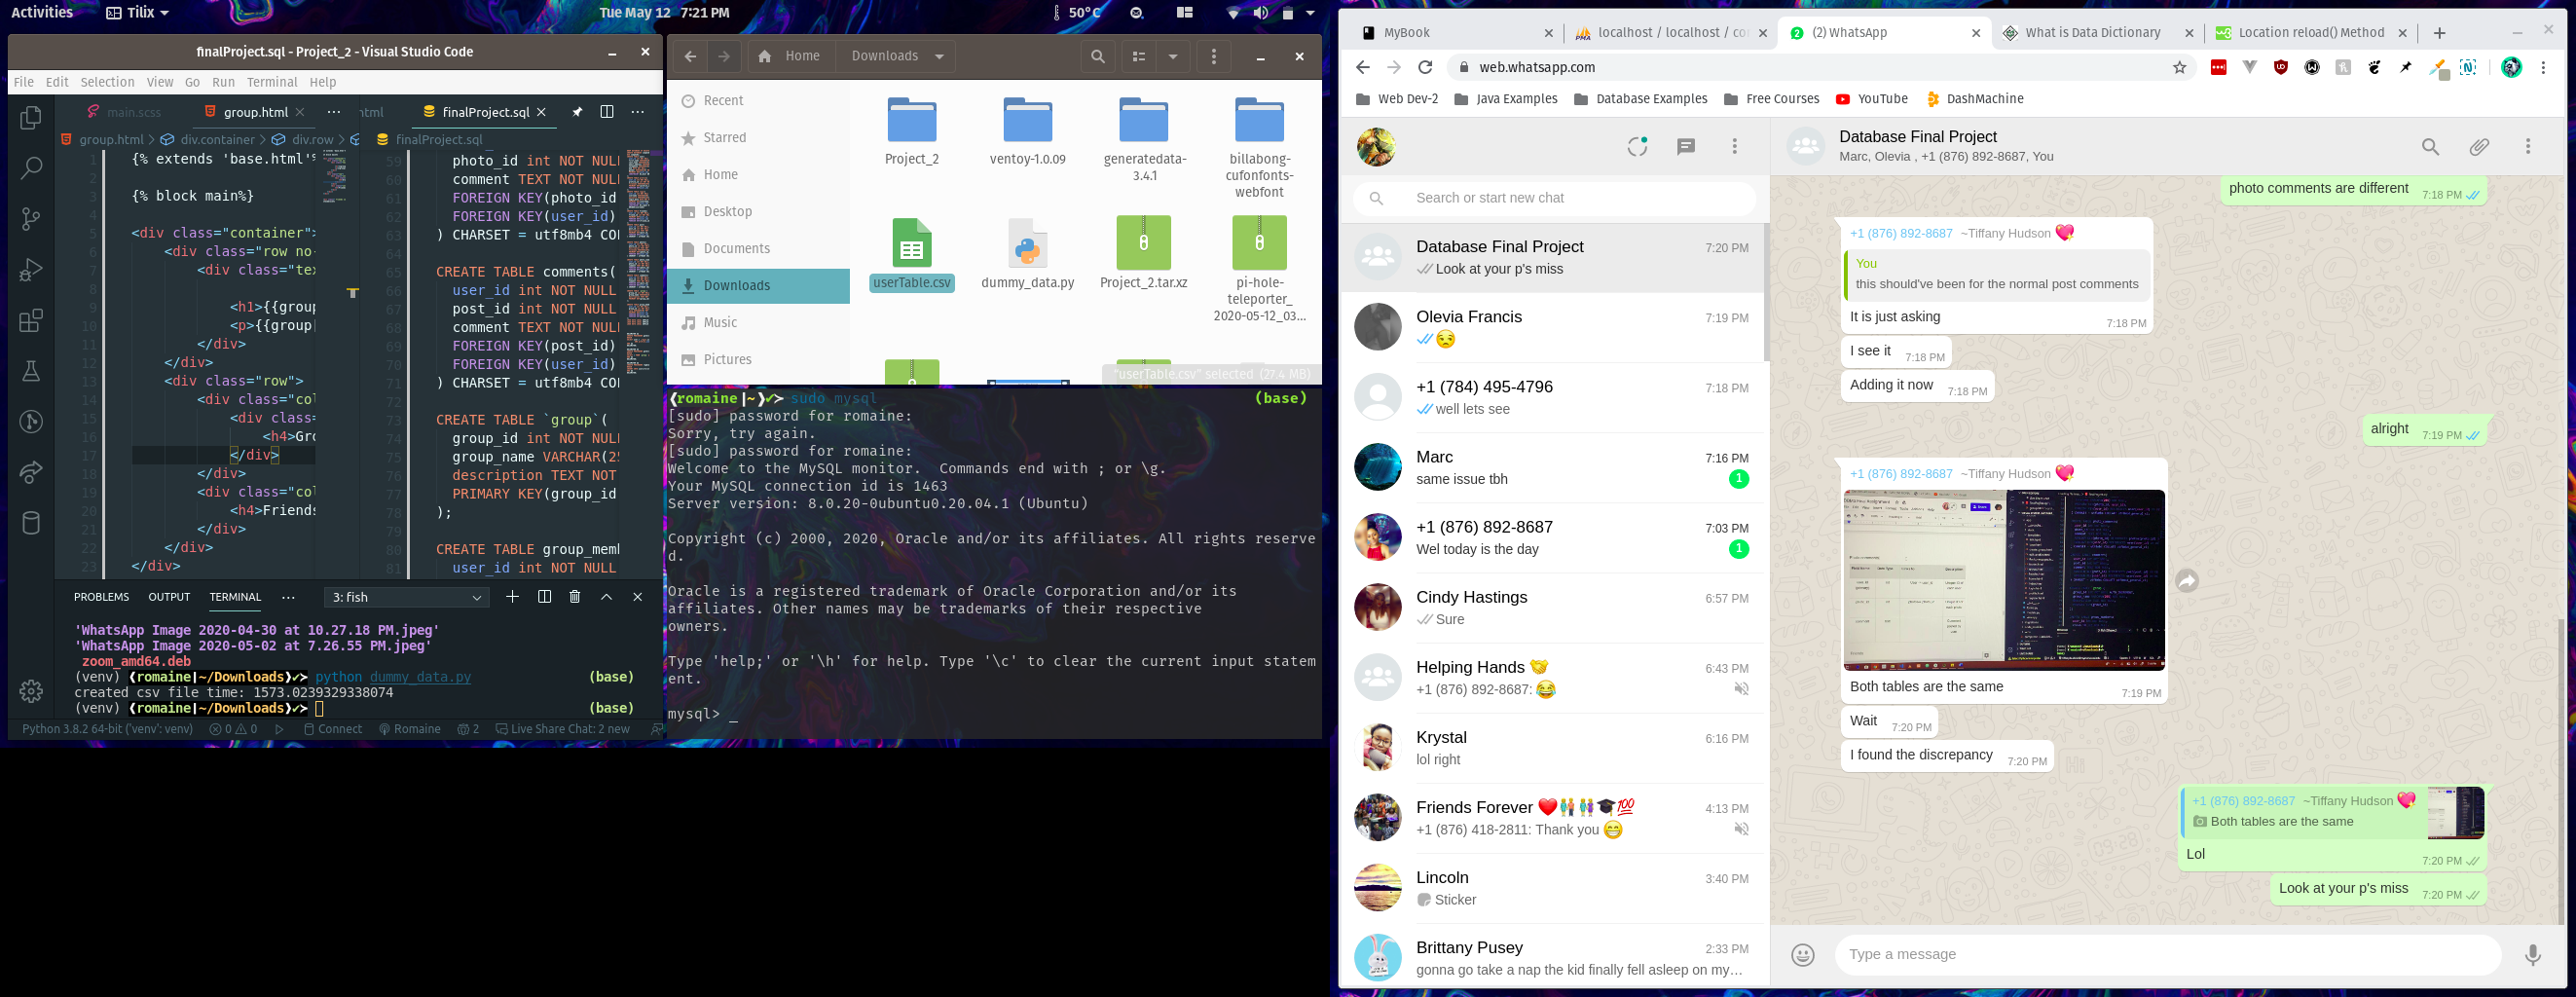 Activities
Tilix
Tue May 12 7:21 PM
50°C
finalProject.sql - Project_2 - Visual Studio Code
File Edit Selection View Go Run Terminal Help
main.scss
group.html
html
finalProject.sql
group.html > div.container > div.row >
finalProject.sql
1 {% extends 'base.html'%
2
3 {% block main%}
4
5 <div class="container">
6 <div class="row no-
7 <div class="tex
8
9 <h1>{{group
10 <p>{{group[
11 </div>
12 </div>
13 <div class="row">
14 <div class="col
15 <div class=
16 <h4>Gro
17 </div>
18 </div>
19 <div class="col
20 <h4>Friends
21 </div>
22 </div>
23 </div>
59 photo_id int NOT NULL
60 comment TEXT NOT NULL
61 FOREIGN KEY(photo_id
62 FOREIGN KEY(user_id)
63 ) CHARSET = utf8mb4 COL
64
65 CREATE TABLE comments(
66 user_id int NOT NULL
67 post_id int NOT NULL
68 comment TEXT NOT NULL
69 FOREIGN KEY(post_id)
70 FOREIGN KEY(user_id)
71 ) CHARSET = utf8mb4 COL
72
73 CREATE TABLE `group`(
74 group_id int NOT NUL
75 group_name VARCHAR(25
76 description TEXT NOT
77 PRIMARY KEY(group_id
78 );
79
80 CREATE TABLE group_memb
81 user_id int NOT NULL
PROBLEMS OUTPUT TERMINAL ··· 3: fish
'WhatsApp Image 2020-04-30 at 10.27.18 PM.jpeg'
'WhatsApp Image 2020-05-02 at 7.26.55 PM.jpeg'
zoom_amd64.deb
(venv) ❰romaine|~/Downloads❱✔➤ python dummy_data.py (base)
created csv file time: 1573.0239329338074
(venv) ❰romaine|~/Downloads❱✔➤ (base)
Python 3.8.2 64-bit ('venv': venv) 0 0 Connect Romaine 2 Live Share Chat: 2 new
Home Downloads
Recent
Starred
Home
Desktop
Documents
Downloads
Music
Pictures
Project_2
ventoy-1.0.09
generatedata-
3.4.1
billabong-
cufonfonts-
webfont
userTable.csv
dummy_data.py
Project_2.tar.xz
pi-hole-
teleporter_
2020-05-12_03...
"userTable.csv" selected (27.4 MB)
❰romaine|~❱✔➤ sudo mysql (base)
[sudo] password for romaine:
Sorry, try again.
[sudo] password for romaine:
Welcome to the MySQL monitor.  Commands end with ; or \g.
Your MySQL connection id is 1463
Server version: 8.0.20-0ubuntu0.20.04.1 (Ubuntu)
Copyright (c) 2000, 2020, Oracle and/or its affiliates. All rights reserve
d.
Oracle is a registered trademark of Oracle Corporation and/or its
affiliates. Other names may be trademarks of their respective
owners.
Type 'help;' or '\h' for help. Type '\c' to clear the current input statem
ent.
mysql> _
MyBook
localhost / localhost / co
(2) WhatsApp
What is Data Dictionary
Location reload() Method
web.whatsapp.com
Web Dev-2 Java Examples Database Examples Free Courses YouTube DashMachine
Search or start new chat
Database Final Project 7:20 PM
Look at your p's miss
Olevia Francis 7:19 PM
😒
+1 (784) 495-4796 7:18 PM
well lets see
Marc 7:16 PM
same issue tbh 1
+1 (876) 892-8687 7:03 PM
Wel today is the day 1
Cindy Hastings 6:57 PM
Sure
Helping Hands 🤝 6:43 PM
+1 (876) 892-8687: 😂
Krystal 6:16 PM
lol right
Friends Forever ❤️👬👫🎓💯 4:13 PM
+1 (876) 418-2811: Thank you 😁
Lincoln 3:40 PM
Sticker
Brittany Pusey 2:33 PM
gonna go take a nap the kid finally fell asleep on my...
Database Final Project
Marc, Olevia , +1 (876) 892-8687, You
photo comments are different 7:18 PM
+1 (876) 892-8687 ~Tiffany Hudson 💖
You
this should've been for the normal post comments
It is just asking 7:18 PM
I see it 7:18 PM
Adding it now 7:18 PM
alright 7:19 PM
+1 (876) 892-8687 ~Tiffany Hudson 💖
Both tables are the same 7:19 PM
Wait 7:20 PM
I found the discrepancy 7:20 PM
+1 (876) 892-8687 ~Tiffany Hudson 💖
Both tables are the same
Lol 7:20 PM
Look at your p's miss 7:20 PM
Type a message